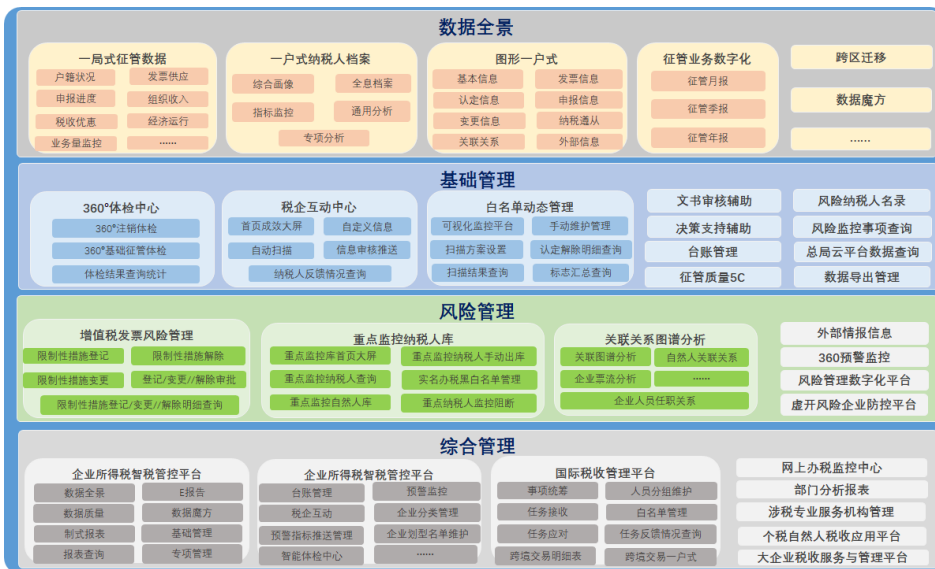 数据全景
一局式征管数据
户籍状况
发票供应
申报进度
组织收入
税收优惠
经济运行
业务量监控
......
一户式纳税人档案
综合画像
全息档案
指标监控
通用分析
专项分析
图形一户式
基本信息
发票信息
认定信息
申报信息
变更信息
纳税遵从
关联关系
外部信息
征管业务数字化
征管月报
征管季报
征管年报
跨区迁移
数据魔方
......
基础管理
360°体检中心
360°注销体检
360°基础征管体检
体检结果查询统计
税企互动中心
首页成效大屏
自定义信息
自动扫描
信息审核推送
纳税人反馈情况查询
白名单动态管理
可视化监控平台
手动维护管理
扫描方案设置
认定解除明细查询
扫描结果查询
标志汇总查询
文书审核辅助
决策支持辅助
台账管理
征管质量5C
风险纳税人名录
风险监控事项查询
总局云平台数据查询
数据导出管理
风险管理
增值税发票风险管理
限制性措施登记
限制性措施解除
限制性措施变更
登记/变更//解除审批
限制性措施登记/变更//解除明细查询
重点监控纳税人库
重点监控库首页大屏
重点监控纳税人手动出库
重点监控纳税人查询
实名办税黑白名单管理
重点监控自然人库
重点纳税人监控阻断
关联关系图谱分析
关联图谱分析
自然人关联关系
企业票流分析
......
企业人员任职关系
外部情报信息
360预警监控
风险管理数字化平台
虚开风险企业防控平台
综合管理
企业所得税智税管控平台
数据全景
E报告
数据质量
数据魔方
制式报表
基础管理
报表查询
专项管理
企业所得税智税管控平台
台账管理
预警监控
税企互动
企业分类管理
预警指标推送管理
企业划型名单维护
智能体检中心
......
国际税收管理平台
事项统筹
人员分组维护
任务接收
白名单管理
任务应对
任务反馈情况查询
跨境交易明细表
跨境交易一户式
网上办税监控中心
部门分析报表
涉税专业服务机构管理
个税自然人税收应用平台
大企业税收服务与管理平台